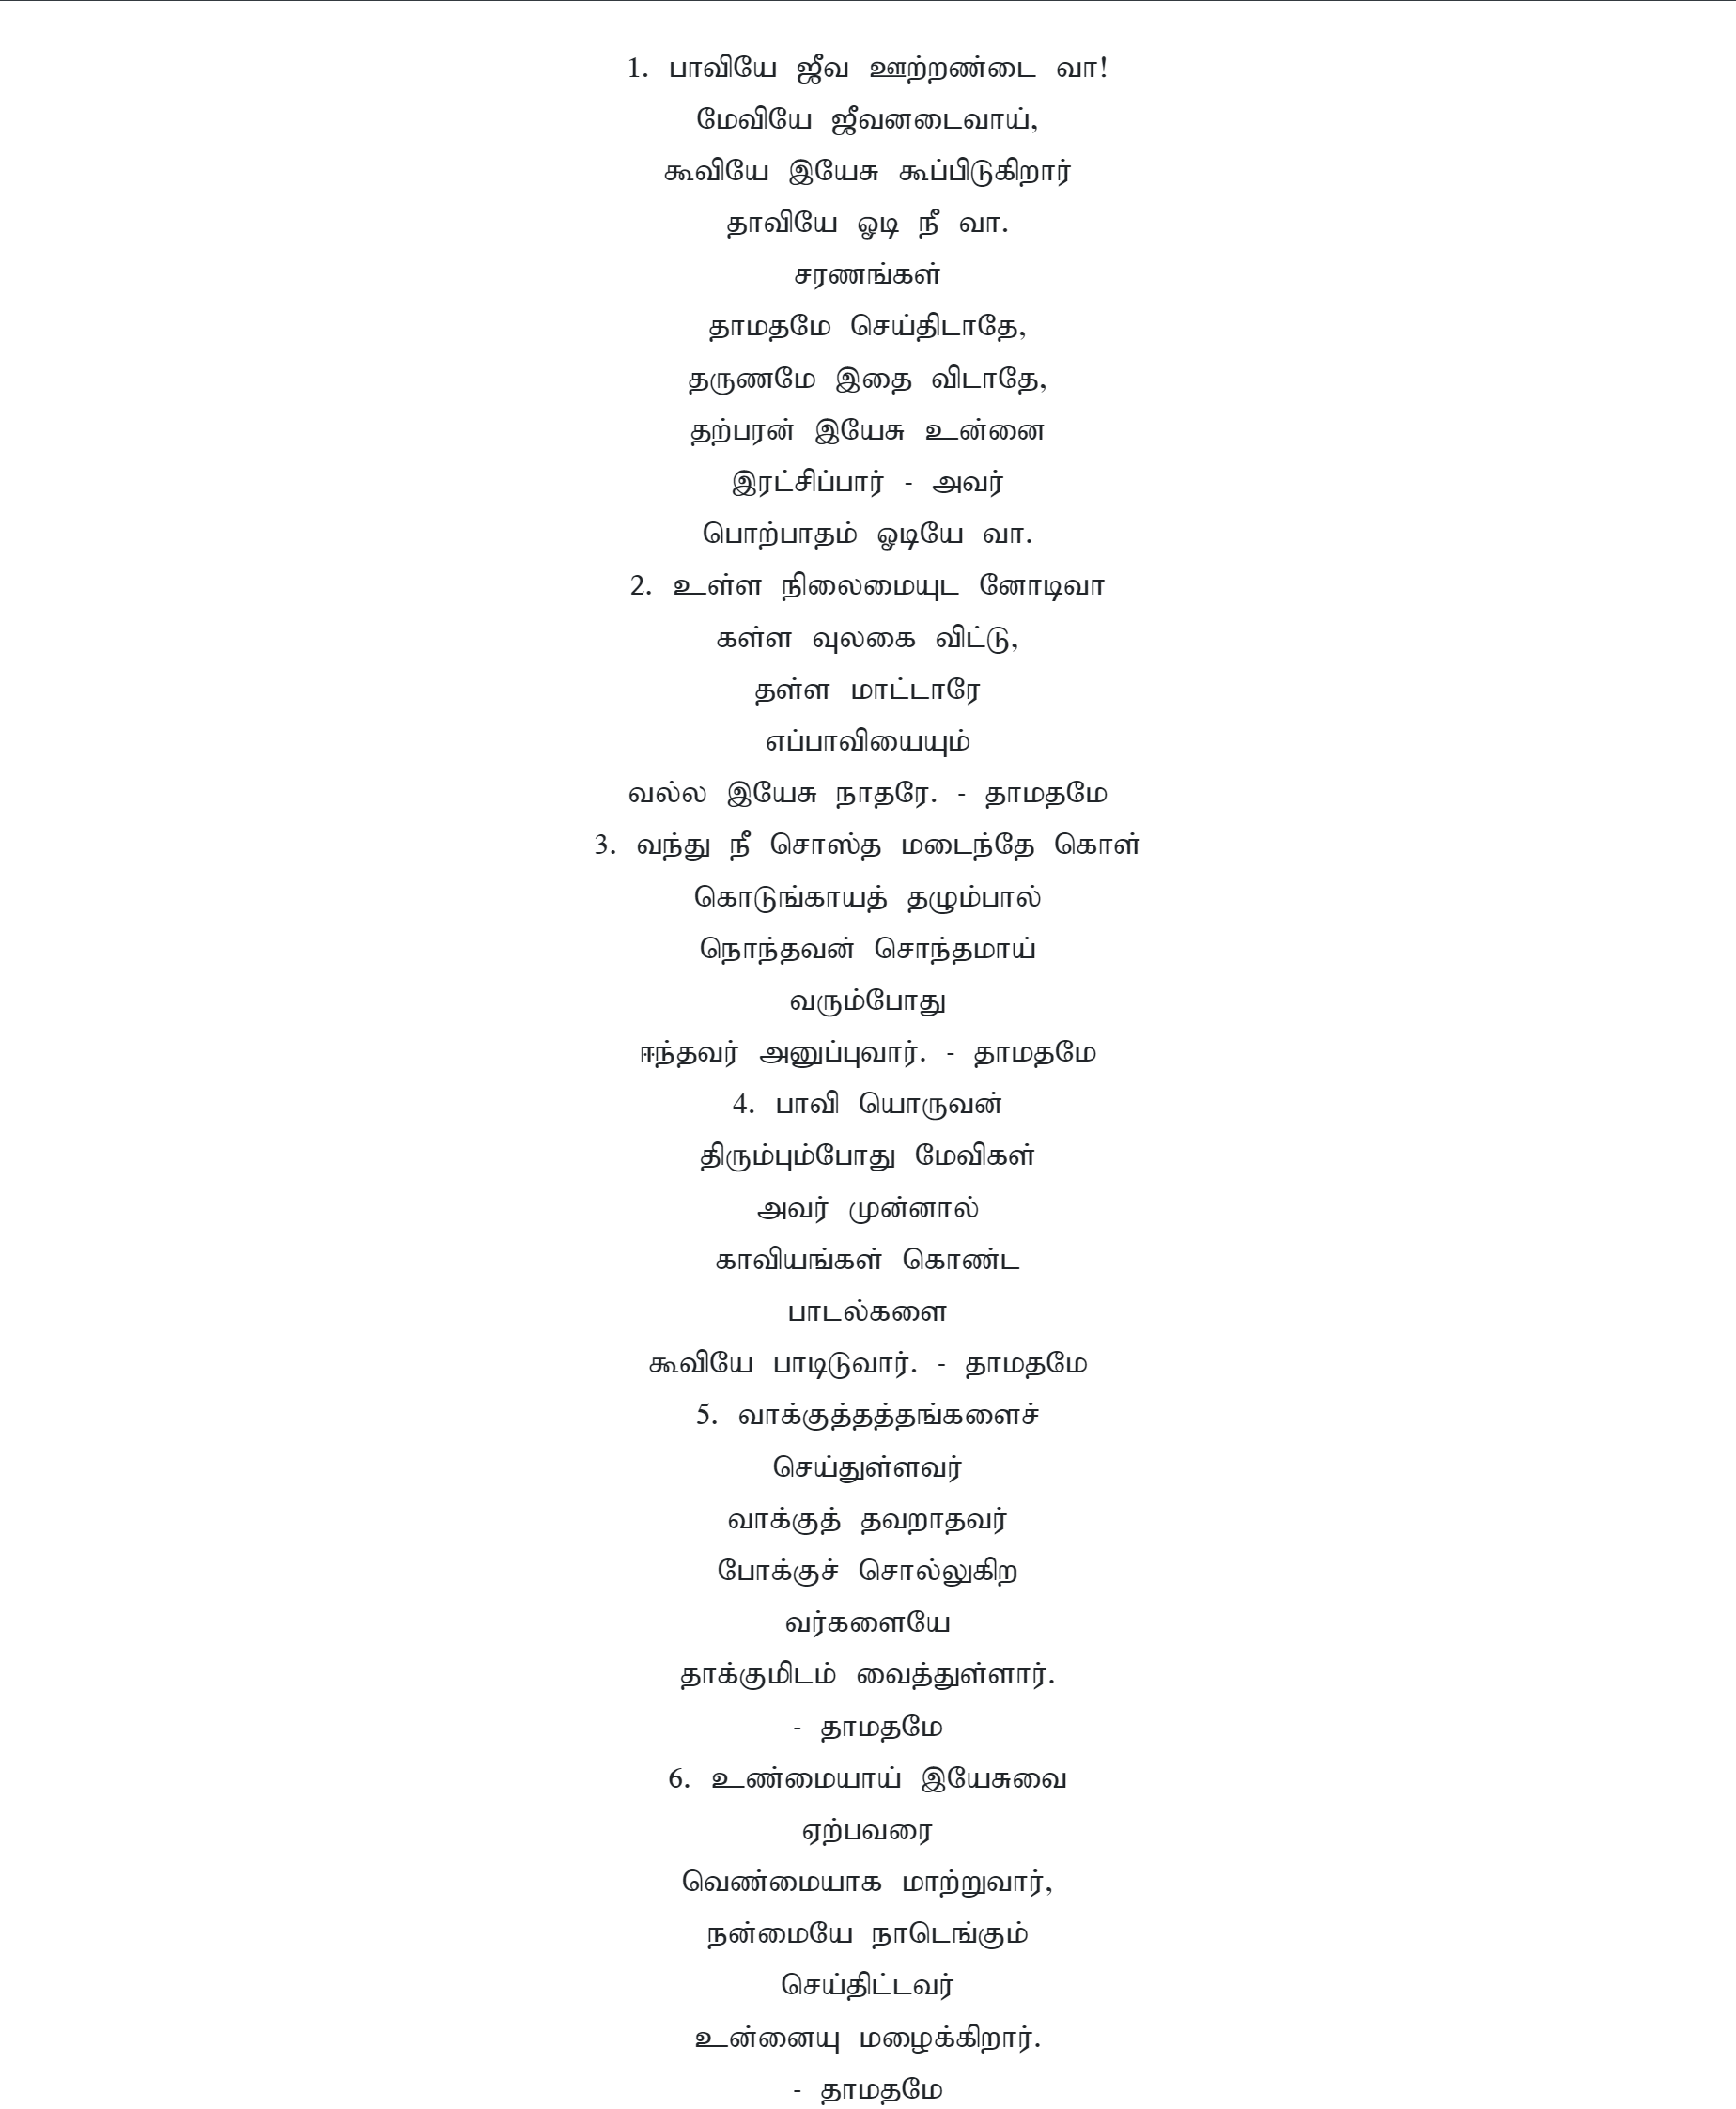 1. பாவியே ஜீவ ஊற்றண்டை வா!
மேவியே ஜீவனடைவாய்,
கூவியே இயேசு கூப்பிடுகிறார்
தாவியே ஓடி நீ வா.
சரணங்கள்
தாமதமே செய்திடாதே,
தருணமே இதை விடாதே,
தற்பரன் இயேசு உன்னை
இரட்சிப்பார் - அவர்
பொற்பாதம் ஓடியே வா.
2. உள்ள நிலைமையுட னோடிவா
கள்ள வுலகை விட்டு,
தள்ள மாட்டாரே
எப்பாவியையும்
வல்ல இயேசு நாதரே. - தாமதமே
3. வந்து நீ சொஸ்த மடைந்தே கொள்
கொடுங்காயத் தழும்பால்
நொந்தவன் சொந்தமாய்
வரும்போது
ஈந்தவர் அனுப்புவார். - தாமதமே
4. பாவி யொருவன்
திரும்பும்போது மேவிகள்
அவர் முன்னால்
காவியங்கள் கொண்ட
பாடல்களை
கூவியே பாடிடுவார். - தாமதமே
5. வாக்குத்தத்தங்களைச்
செய்துள்ளவர்
வாக்குத் தவறாதவர்
போக்குச் சொல்லுகிற
வர்களையே
தாக்குமிடம் வைத்துள்ளார்.
- தாமதமே
6. உண்மையாய் இயேசுவை
ஏற்பவரை
வெண்மையாக மாற்றுவார்,
நன்மையே நாடெங்கும்
செய்திட்டவர்
உன்னையு மழைக்கிறார்.
- தாமதமே